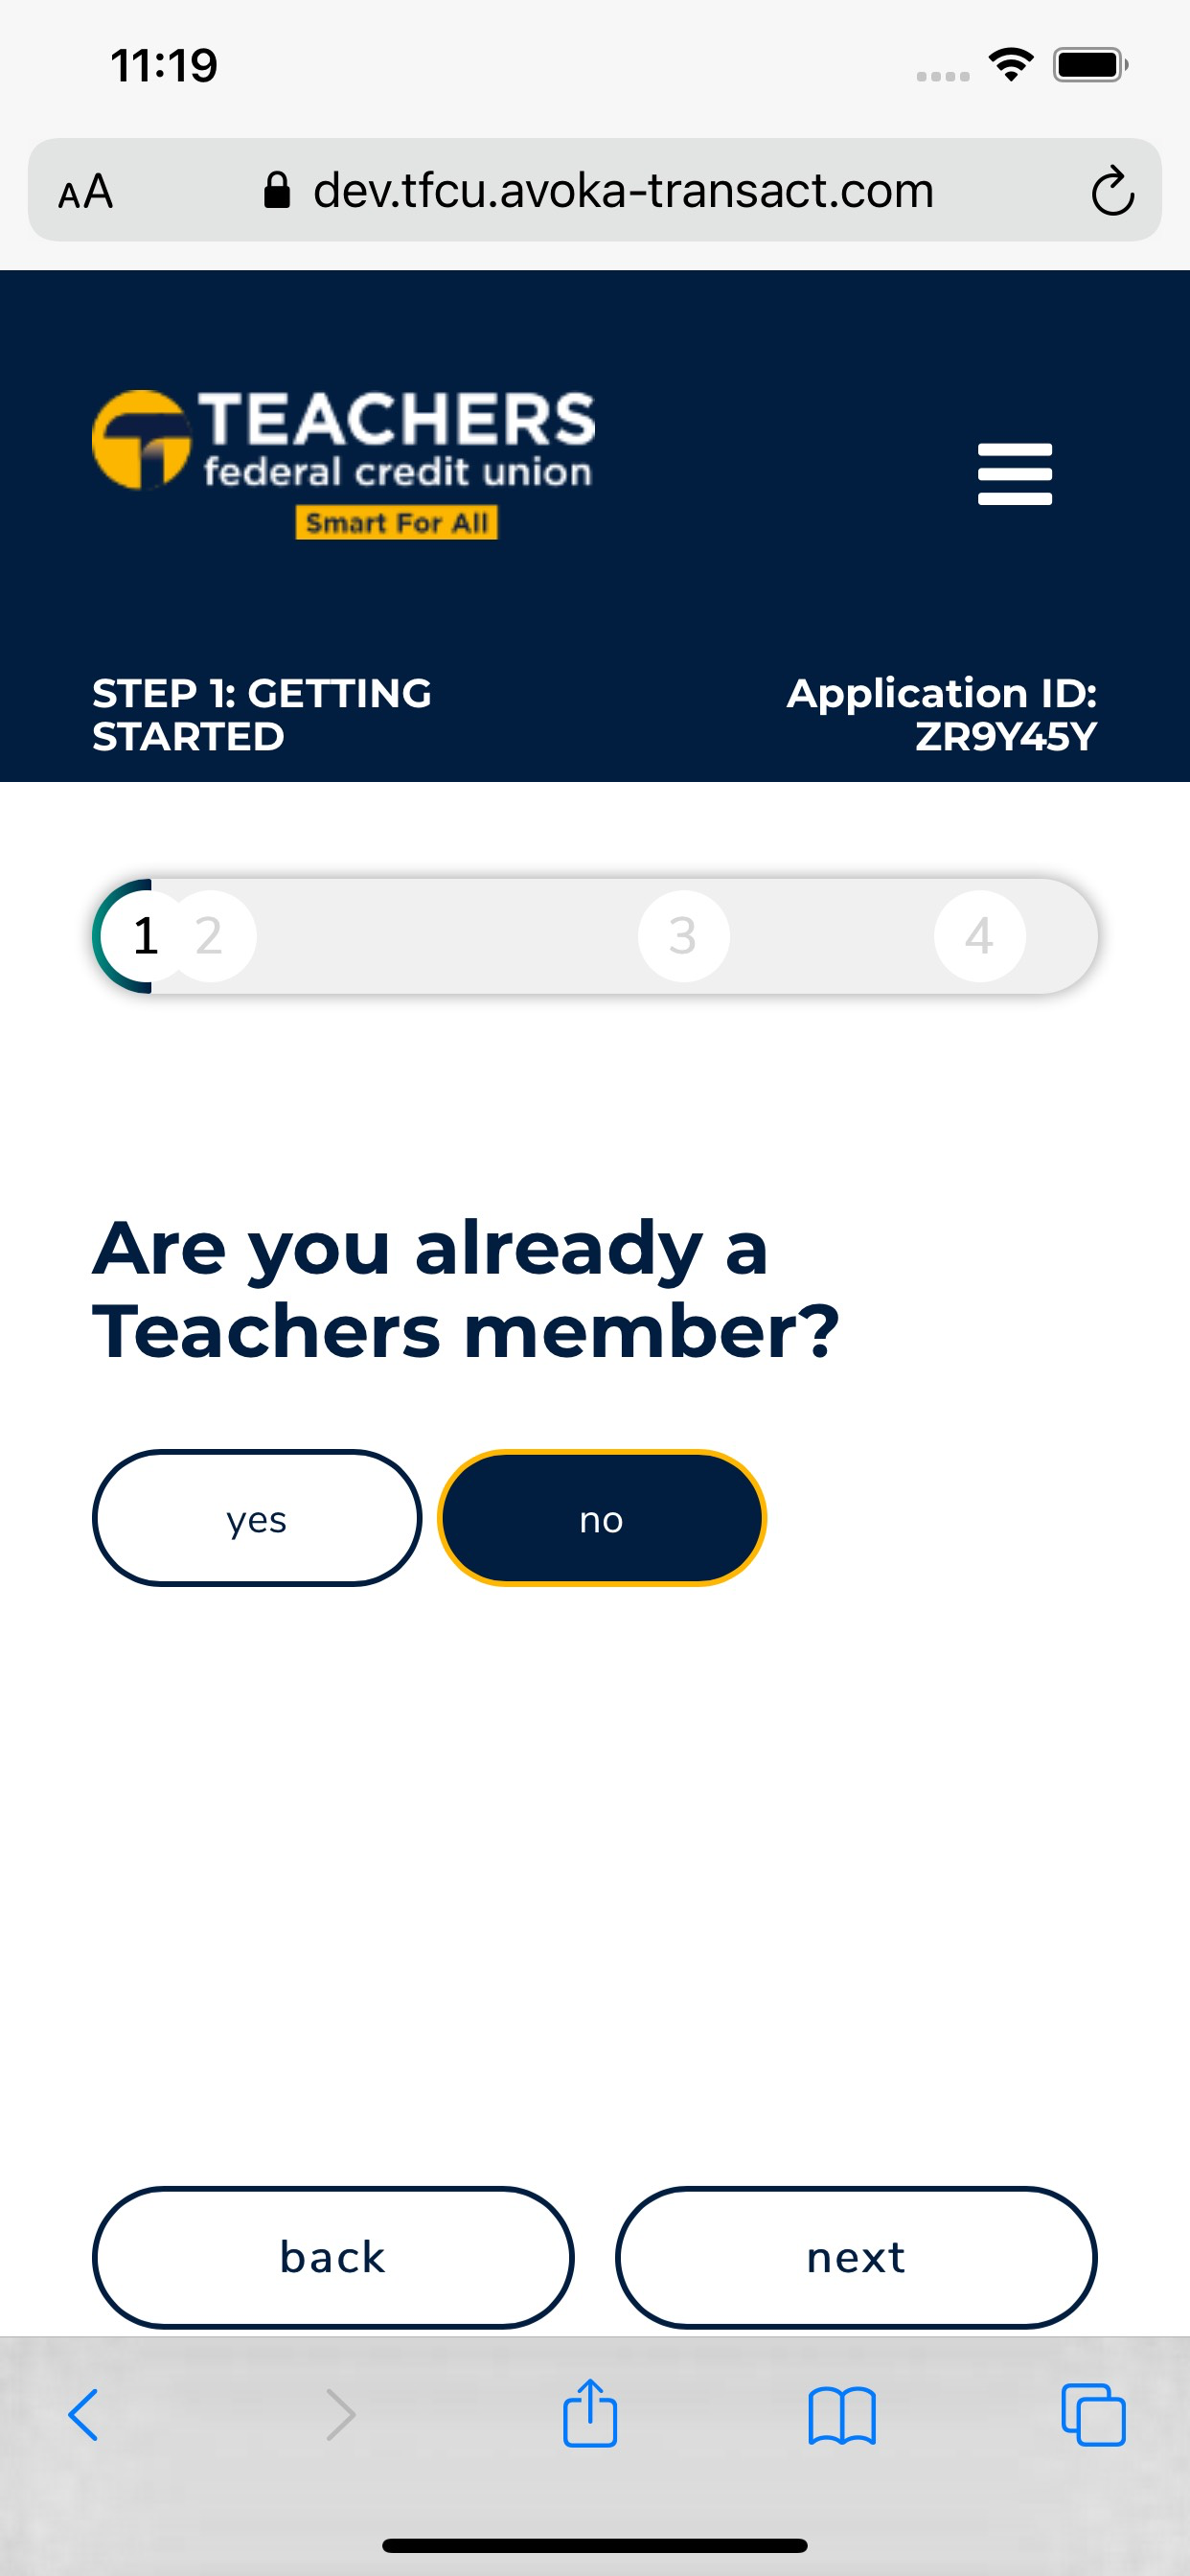 11:19
AA dev.tfcu.avoka-transact.com
TEACHERS
federal credit union
Smart For All
STEP 1: GETTING
STARTED
Application ID:
ZR9Y45Y
1 2 3 4
Are you already a
Teachers member?
yes no
back next